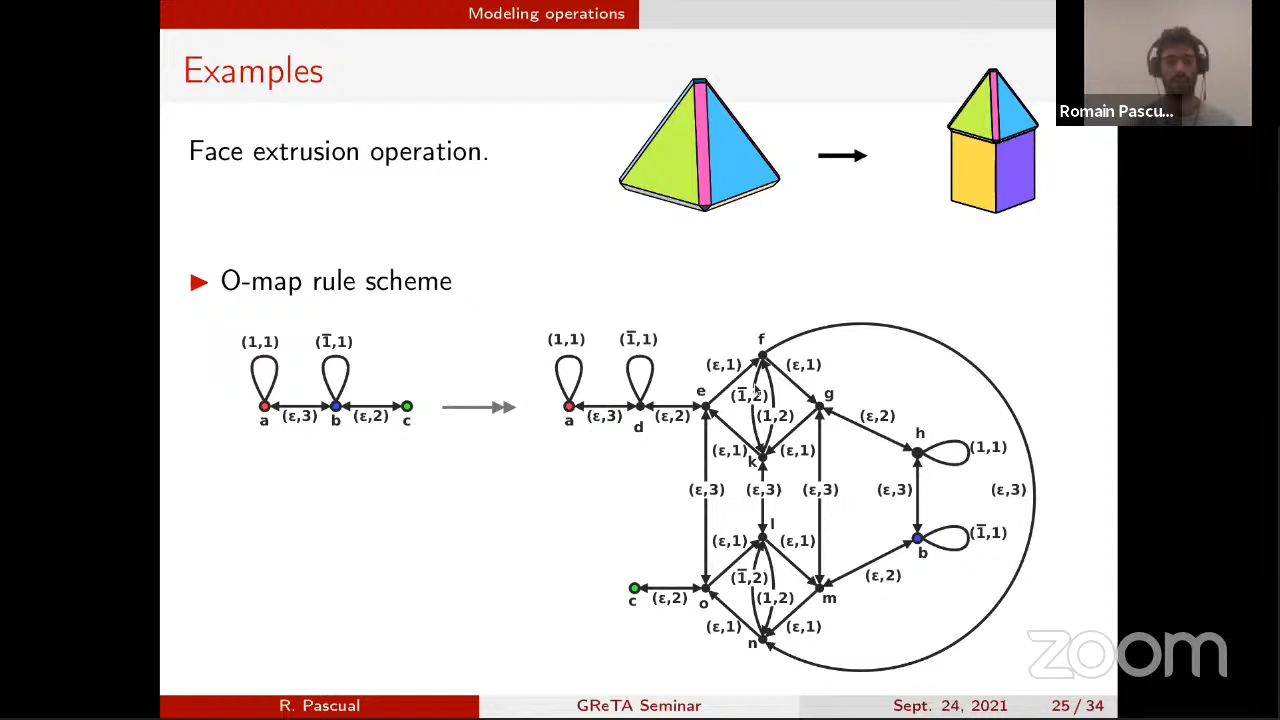 Modeling operations
Examples
Romain Pascu...
Face extrusion operation.
O-map rule scheme
(1,1) (1̅,1)
a (ε,3) b (ε,2) c
(1,1) (1̅,1) f
(ε,1) (ε,1)
e (1̅,2) g
a (ε,3) d (ε,2) (1,2) (ε,2)
h (1,1)
(ε,1) k (ε,1)
(ε,3) (ε,3) (ε,3) (ε,3) (ε,3)
l (1̅,1)
(ε,1) (ε,1) b
(1̅,2) (ε,2)
c (ε,2) o (1,2) m
(ε,1) (ε,1)
n
zoom
R. Pascual GReTA Seminar Sept. 24, 2021 25 / 34